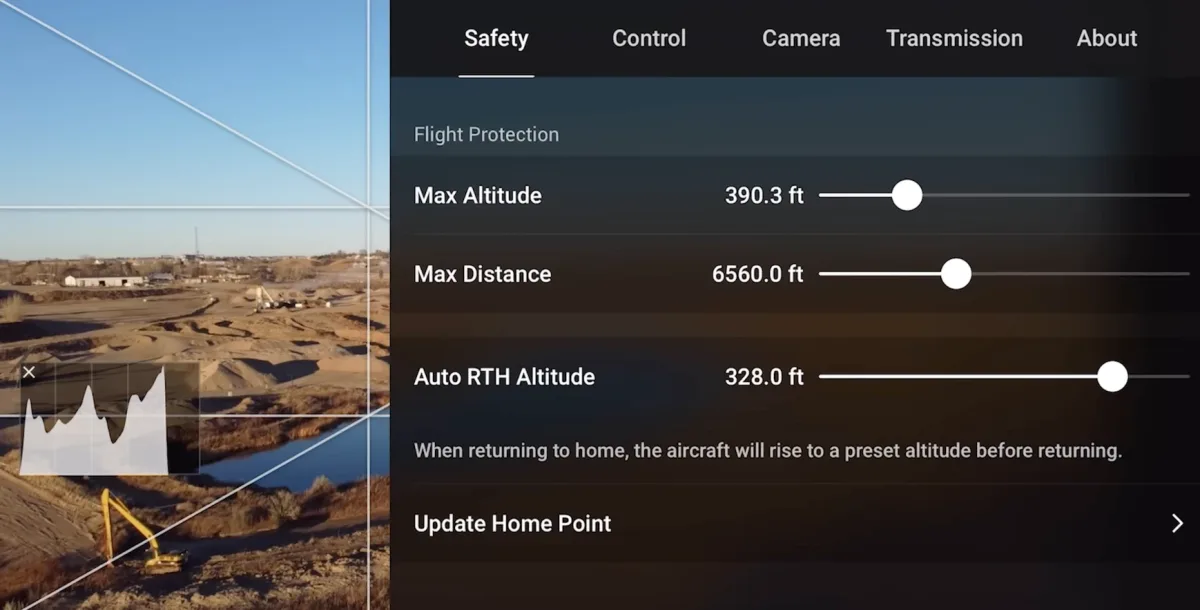 Safety Control Camera Transmission About
Flight Protection
Max Altitude 390.3 ft
Max Distance 6560.0 ft
Auto RTH Altitude 328.0 ft
When returning to home, the aircraft will rise to a preset altitude before returning.
Update Home Point